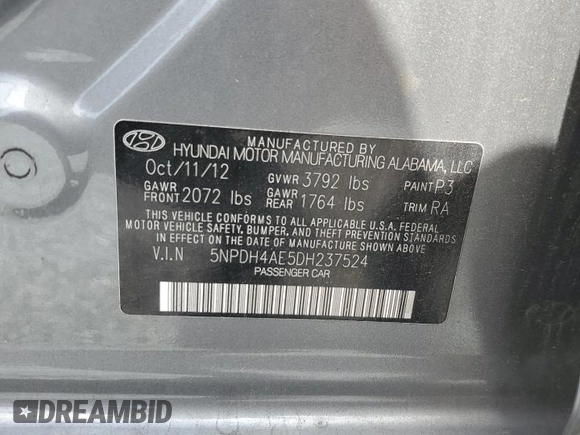 MANUFACTURED BY
HYUNDAI MOTOR MANUFACTURING ALABAMA, LLC
Oct/11/12 GVWR 3792 lbs PAINT P3
GAWR FRONT 2072 lbs GAWR REAR 1764 lbs TRIM RA
THIS VEHICLE CONFORMS TO ALL APPLICABLE U.S.A. FEDERAL
MOTOR VEHICLE SAFETY, BUMPER, AND THEFT PREVENTION STANDARDS
IN EFFECT ON THE DATE OF MANUFACTURE SHOWN ABOVE
V.I.N 5NPDH4AE5DH237524
PASSENGER CAR
DREAMBID